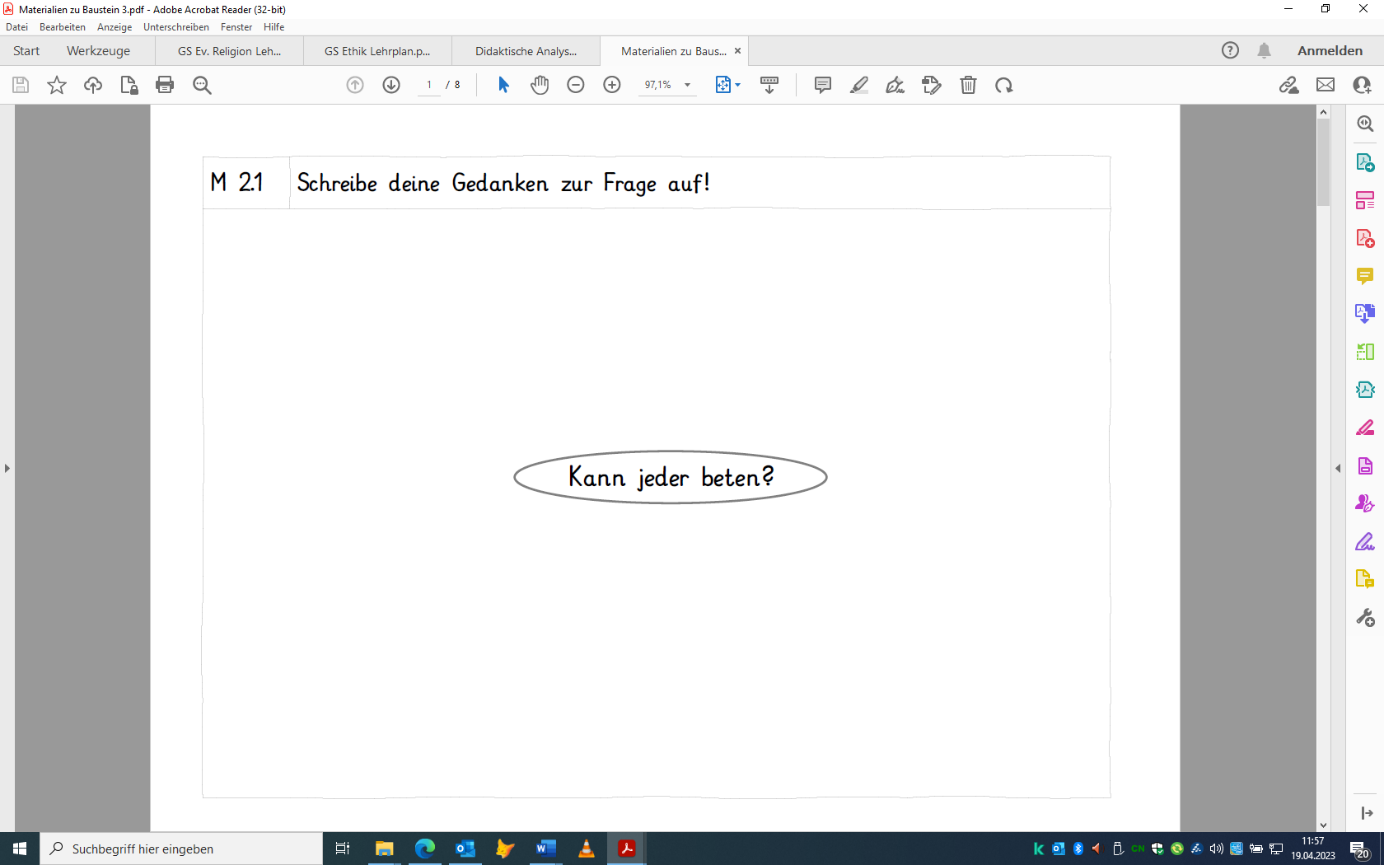 Materialien zu Baustein 3.pdf - Adobe Acrobat Reader (32-bit)
Datei Bearbeiten Anzeige Unterschreiben Fenster Hilfe
Start Werkzeuge GS Ev. Religion Leh... GS Ethik Lehrplan.p... Didaktische Analys... Materialien zu Baus... × Anmelden
1 / 8 97,1%
M 2.1 Schreibe deine Gedanken zur Frage auf!
Kann jeder beten?
Suchbegriff hier eingeben
CN
11:57
19.04.2023
20